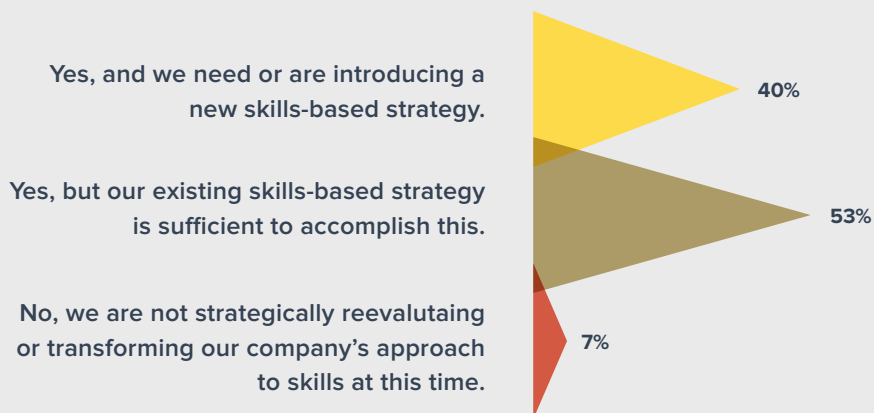 Yes, and we need or are introducing a
new skills-based strategy.
40%
Yes, but our existing skills-based strategy
is sufficient to accomplish this.
53%
No, we are not strategically reevalutaing
or transforming our company’s approach
to skills at this time.
7%